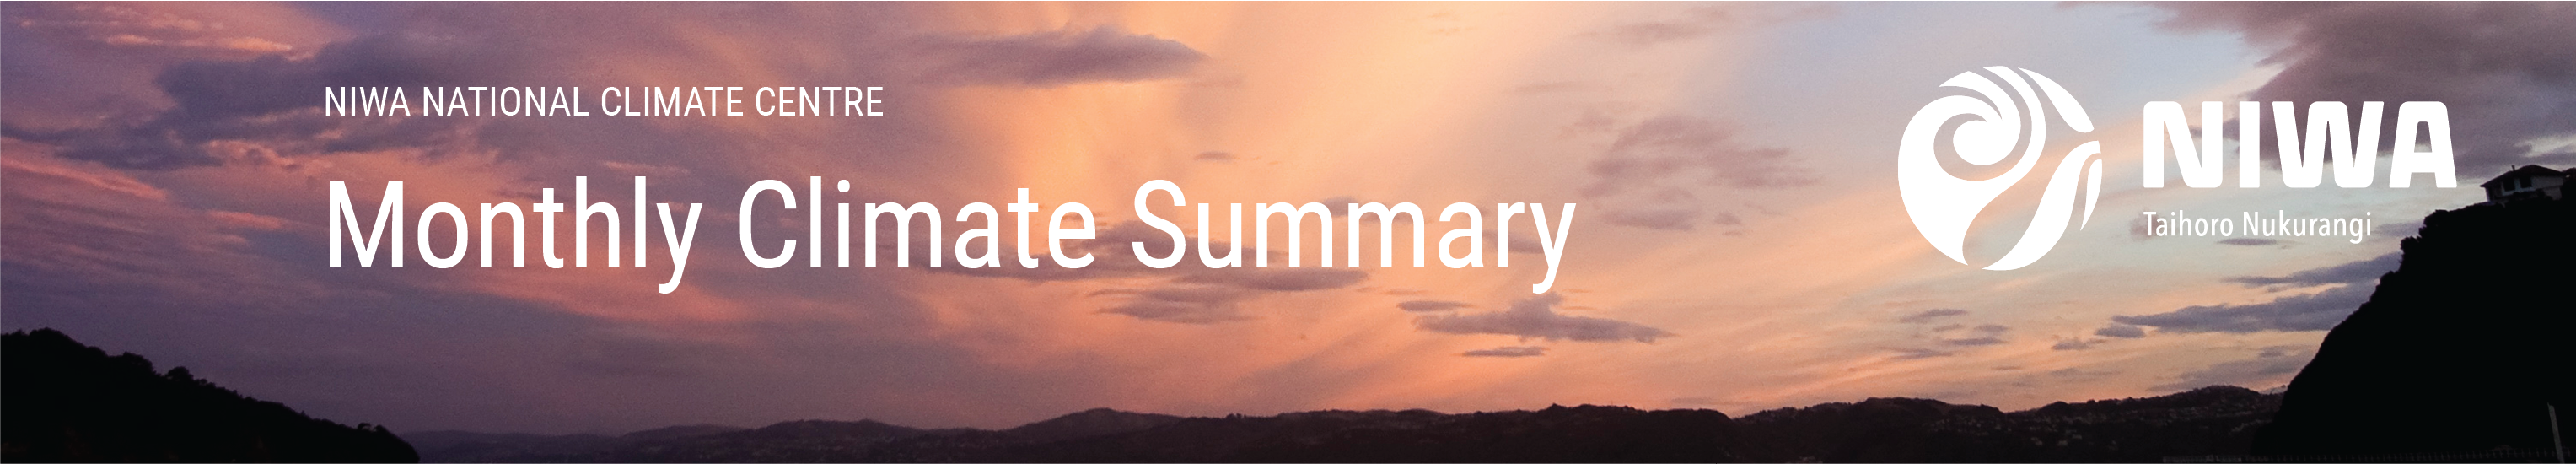 NIWA NATIONAL CLIMATE CENTRE
Monthly Climate Summary
NIWA
Taihoro Nukurangi